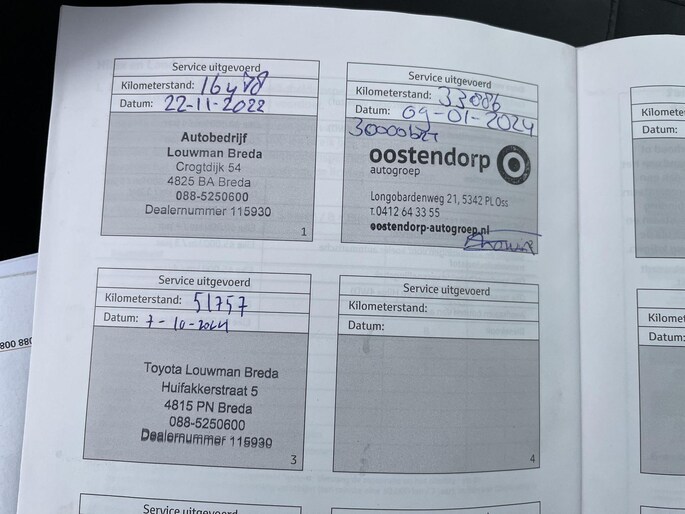 Service uitgevoerd
Kilometerstand: 16478
Datum: 22-11-2022
Autobedrijf
Louwman Breda
Crogtdijk 54
4825 BA Breda
088-5250600
Dealernummer 115930
1
Service uitgevoerd
Kilometerstand: 33086
Datum: 09-01-2024
30000bt
oostendorp
autogroep
Longobardenweg 21, 5342 PL Oss
T.0412 64 33 55
oostendorp-autogroep.nl
Service uitgevoerd
Kilometerstand: 51757
Datum: 7-10-2024
Toyota Louwman Breda
Huifakkerstraat 5
4815 PN Breda
088-5250600
Dealernummer 115930
3
Service uitgevoerd
Kilometerstand:
Datum:
4
Datum:
Datum:
Service uitgevoerd
Service uitgevoerd